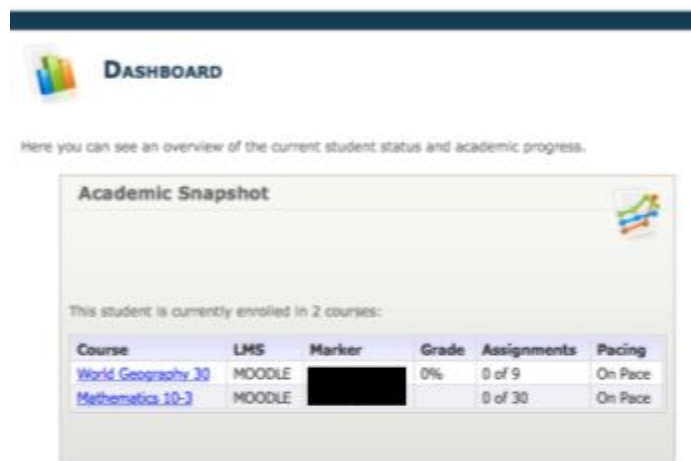 DASHBOARD
Here you can see an overview of the current student status and academic progress.
Academic Snapshot
This student is currently enrolled in 2 courses:
Course LMS Marker Grade Assignments Pacing
World Geography 30 MOODLE 0% 0 of 9 On Pace
Mathematics 10-3 MOODLE 0 of 30 On Pace